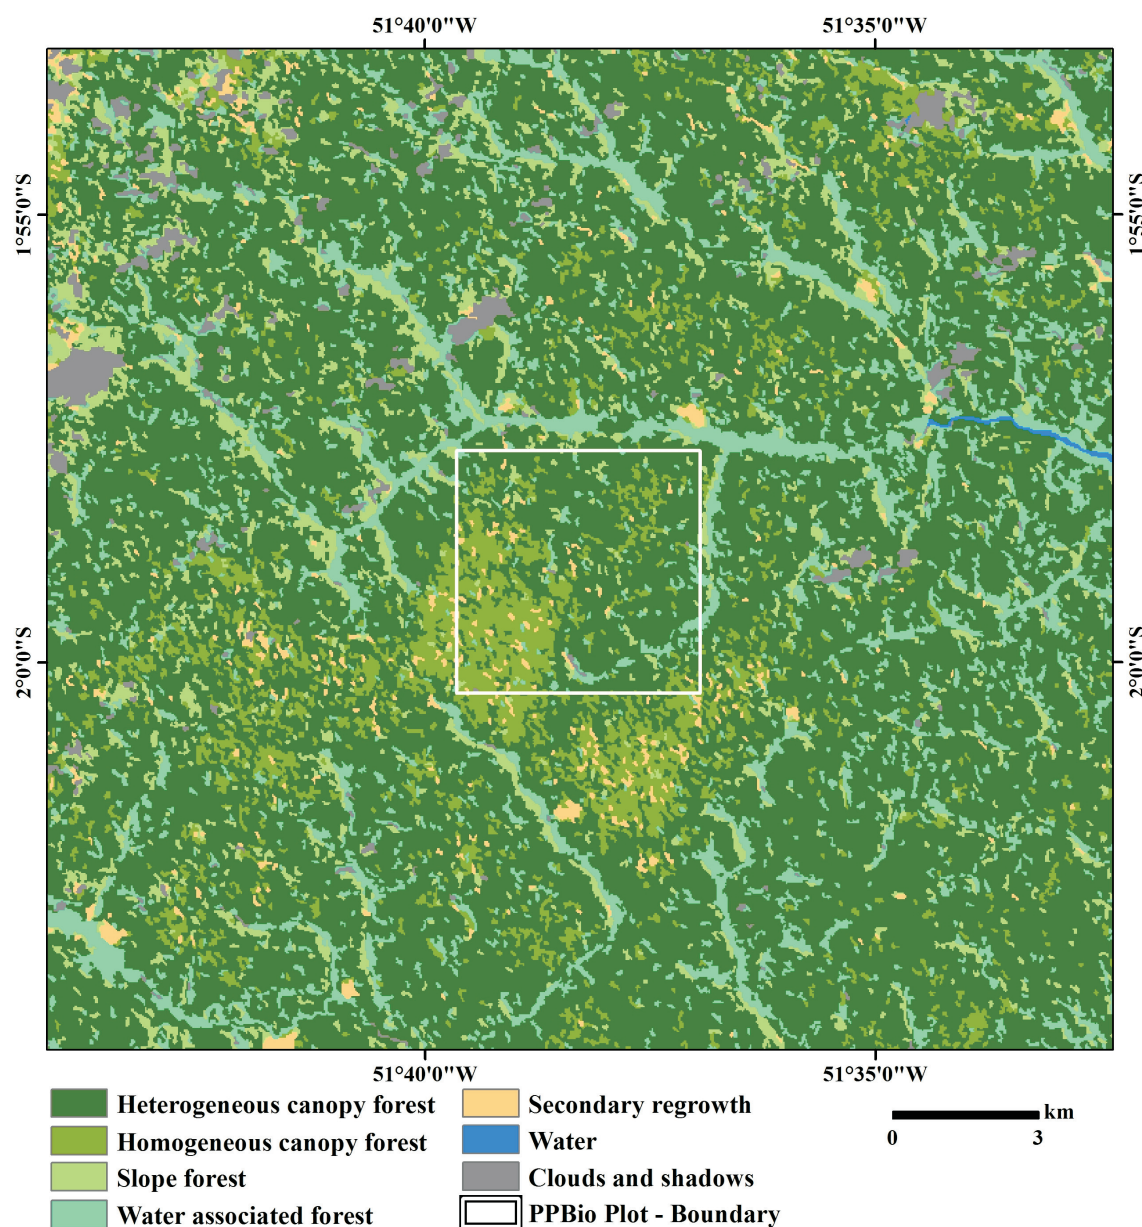 51°40'0"W 51°35'0"W
1°55'0"S 1°55'0"S
2°0'0"S 2°0'0"S
51°40'0"W 51°35'0"W
Heterogeneous canopy forest
Homogeneous canopy forest
Slope forest
Water associated forest
Secondary regrowth
Water
Clouds and shadows
PPBio Plot - Boundary
km
0 3